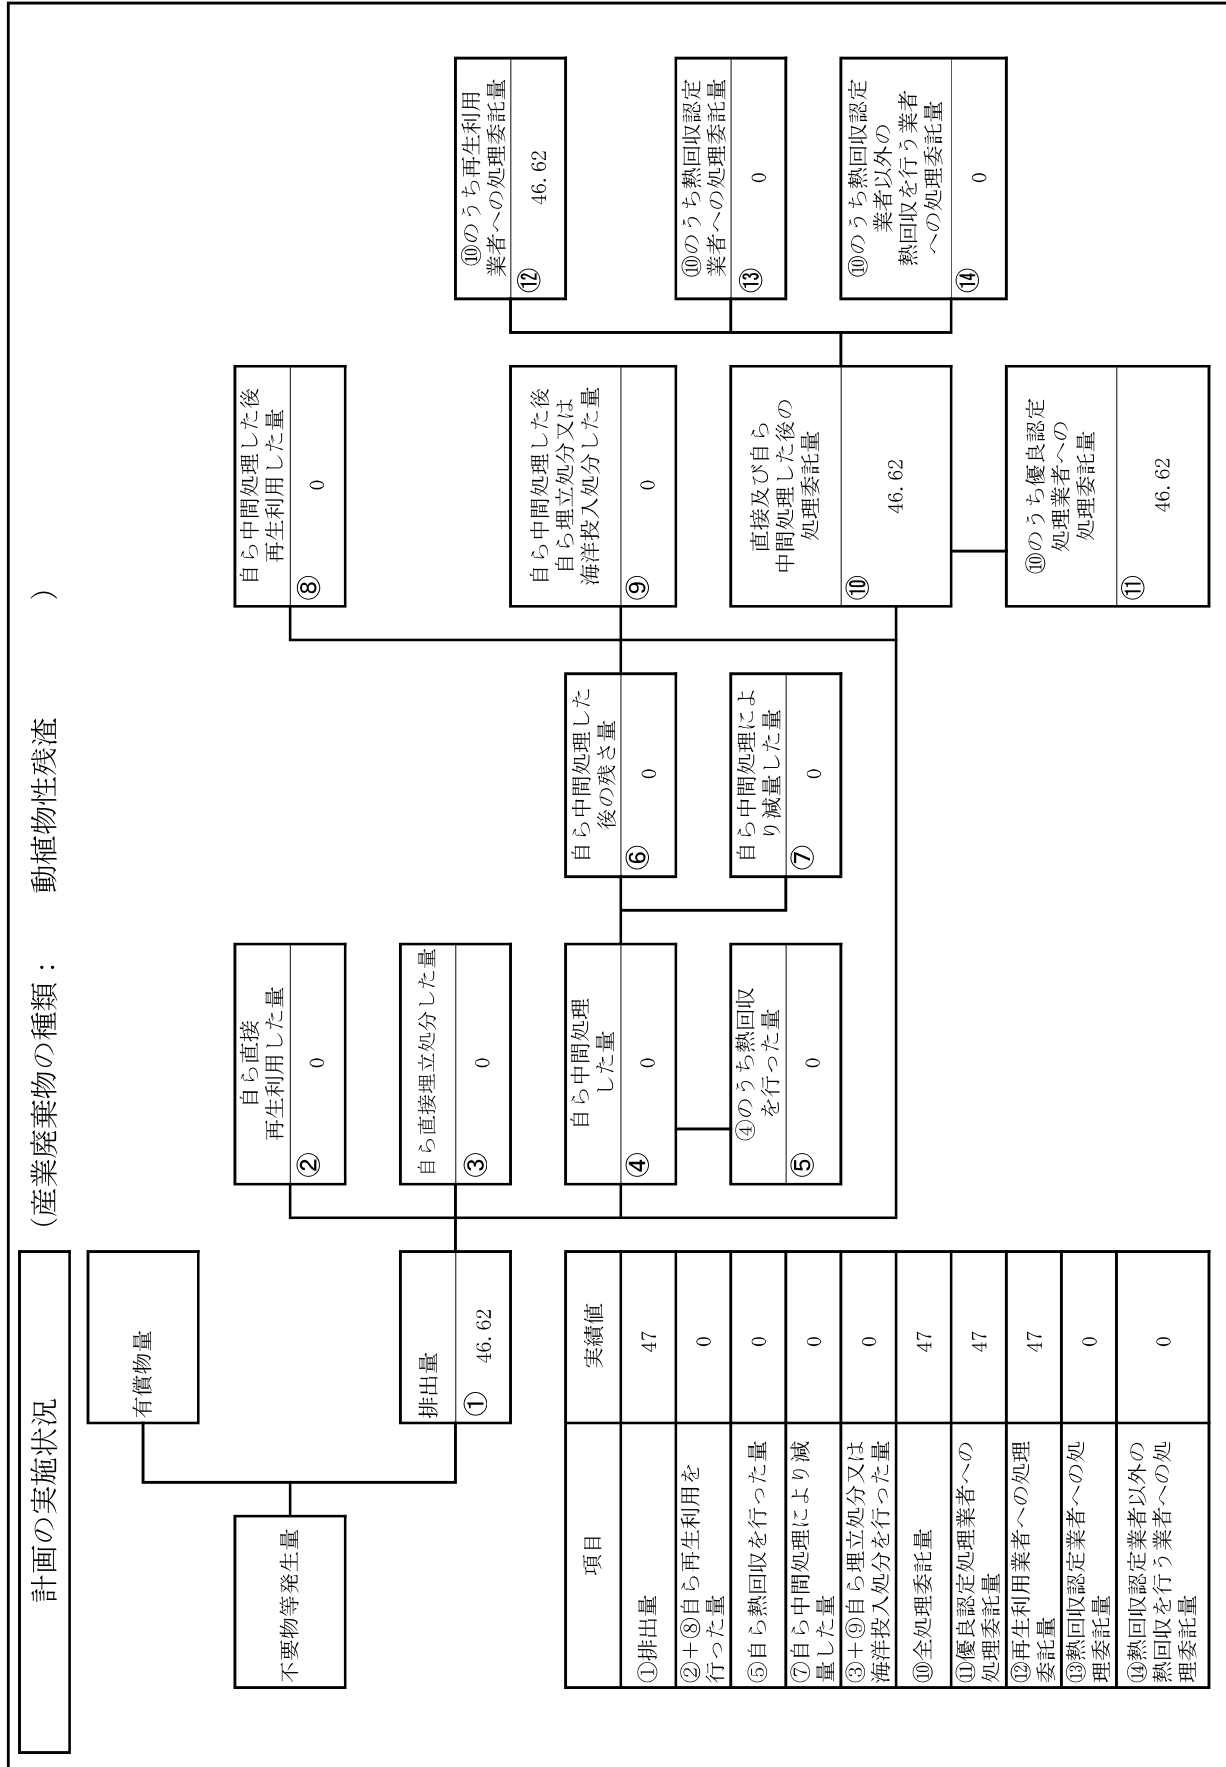 計画の実施状況
(産業廃棄物の種類： 動植物性残渣 )
不要物等発生量
有償物量
排出量
① 46.62
自ら直接
再生利用した量
② 0
自ら直接埋立処分した量
③ 0
自ら中間処理
した量
④ 0
④のうち熱回収
を行った量
⑤ 0
自ら中間処理した
後の残さ量
⑥ 0
自ら中間処理によ
り減量した量
⑦ 0
自ら中間処理した後
再生利用した量
⑧ 0
自ら中間処理した後
自ら埋立処分又は
海洋投入処分した量
⑨ 0
直接及び自ら
中間処理した後の
処理委託量
⑩ 46.62
⑩のうち優良認定
処理業者への
処理委託量
⑪ 46.62
⑩のうち再生利用
業者への処理委託量
⑫ 46.62
⑩のうち熱回収認定
業者への処理委託量
⑬ 0
⑩のうち熱回収認定
業者以外の
熱回収を行う業者
への処理委託量
⑭ 0
項目 実績値
①排出量 47
②＋⑧自ら再生利用を
行った量 0
⑤自ら熱回収を行った量 0
⑦自ら中間処理により減
量した量 0
③＋⑨自ら埋立処分又は
海洋投入処分を行った量 0
⑩全処理委託量 47
⑪優良認定処理業者への
処理委託量 47
⑫再生利用業者への処理
委託量 47
⑬熱回収認定業者への処
理委託量 0
⑭熱回収認定業者以外の
熱回収を行う業者への処
理委託量 0